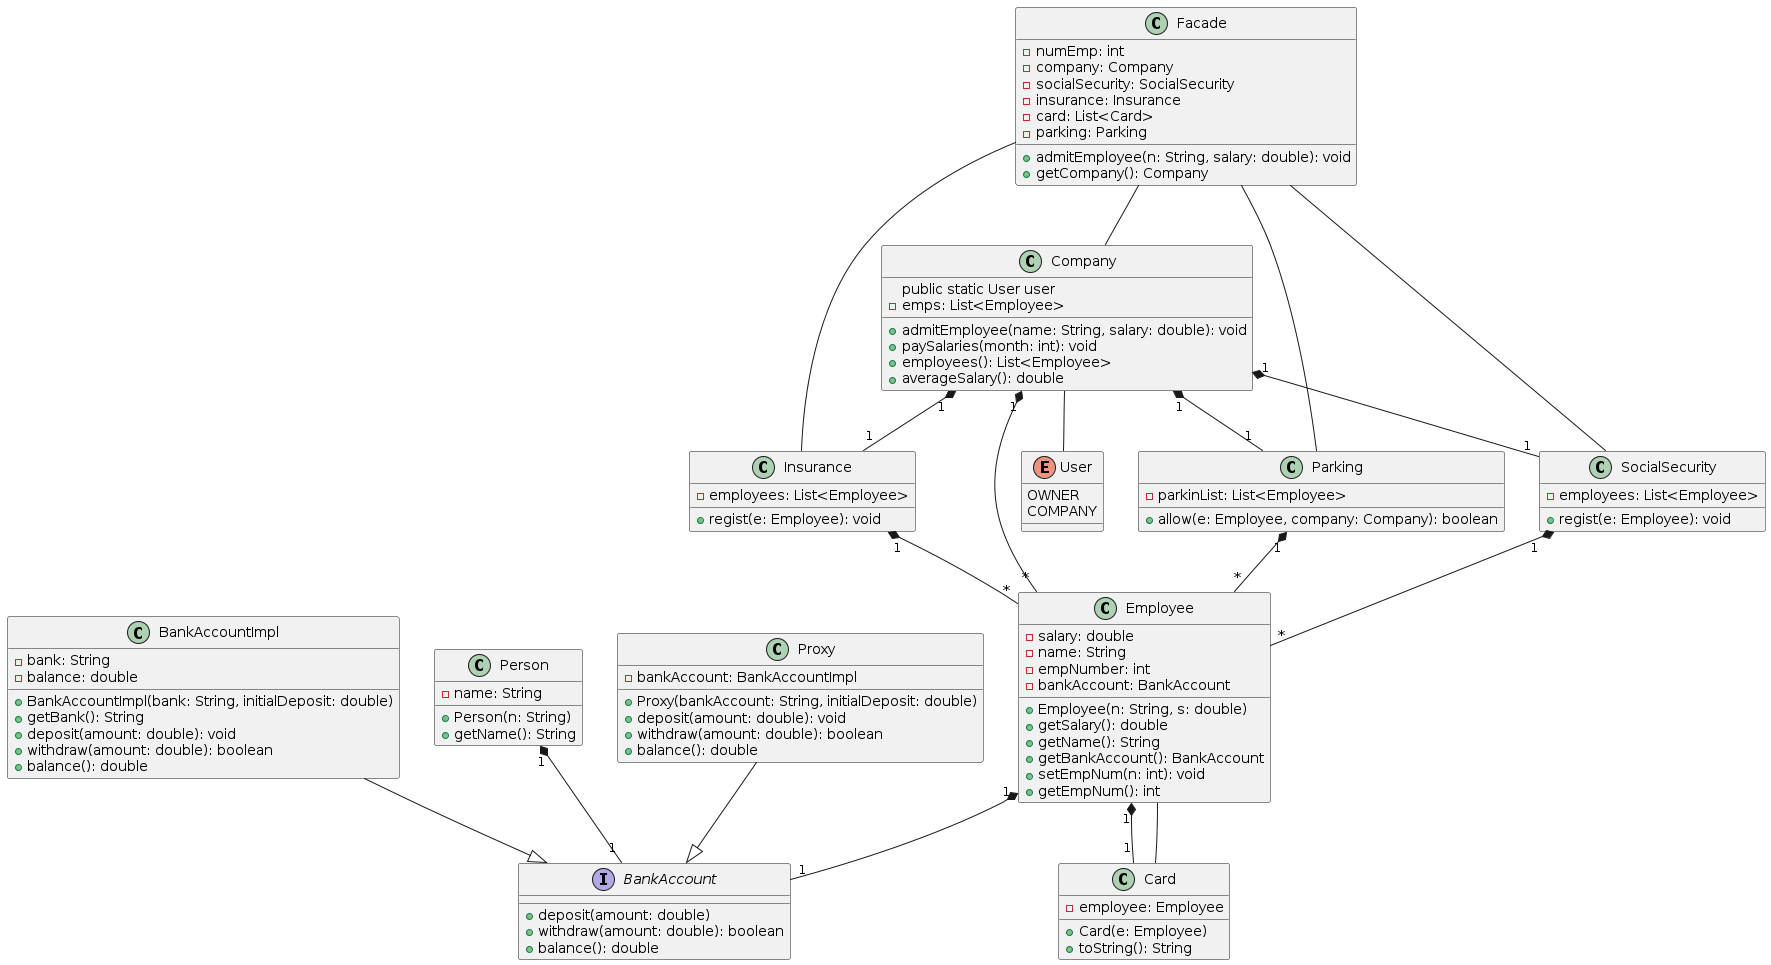 C Facade
numEmp: int
company: Company
socialSecurity: SocialSecurity
insurance: Insurance
card: List<Card>
parking: Parking
admitEmployee(n: String, salary: double): void
getCompany(): Company
C Company
public static User user
emps: List<Employee>
admitEmployee(name: String, salary: double): void
paySalaries(month: int): void
employees(): List<Employee>
averageSalary(): double
1
1
1
1
1
1
1
C Insurance
employees: List<Employee>
regist(e: Employee): void
E User
OWNER
COMPANY
C Parking
parkinList: List<Employee>
allow(e: Employee, company: Company): boolean
C SocialSecurity
employees: List<Employee>
regist(e: Employee): void
1
1
1
*
*
*
*
C BankAccountImpl
bank: String
balance: double
BankAccountImpl(bank: String, initialDeposit: double)
getBank(): String
deposit(amount: double): void
withdraw(amount: double): boolean
balance(): double
C Person
name: String
Person(n: String)
getName(): String
C Proxy
bankAccount: BankAccountImpl
Proxy(bankAccount: String, initialDeposit: double)
deposit(amount: double): void
withdraw(amount: double): boolean
balance(): double
C Employee
salary: double
name: String
empNumber: int
bankAccount: BankAccount
Employee(n: String, s: double)
getSalary(): double
getName(): String
getBankAccount(): BankAccount
setEmpNum(n: int): void
getEmpNum(): int
1
1
1
1
1
1
I BankAccount
deposit(amount: double)
withdraw(amount: double): boolean
balance(): double
C Card
employee: Employee
Card(e: Employee)
toString(): String